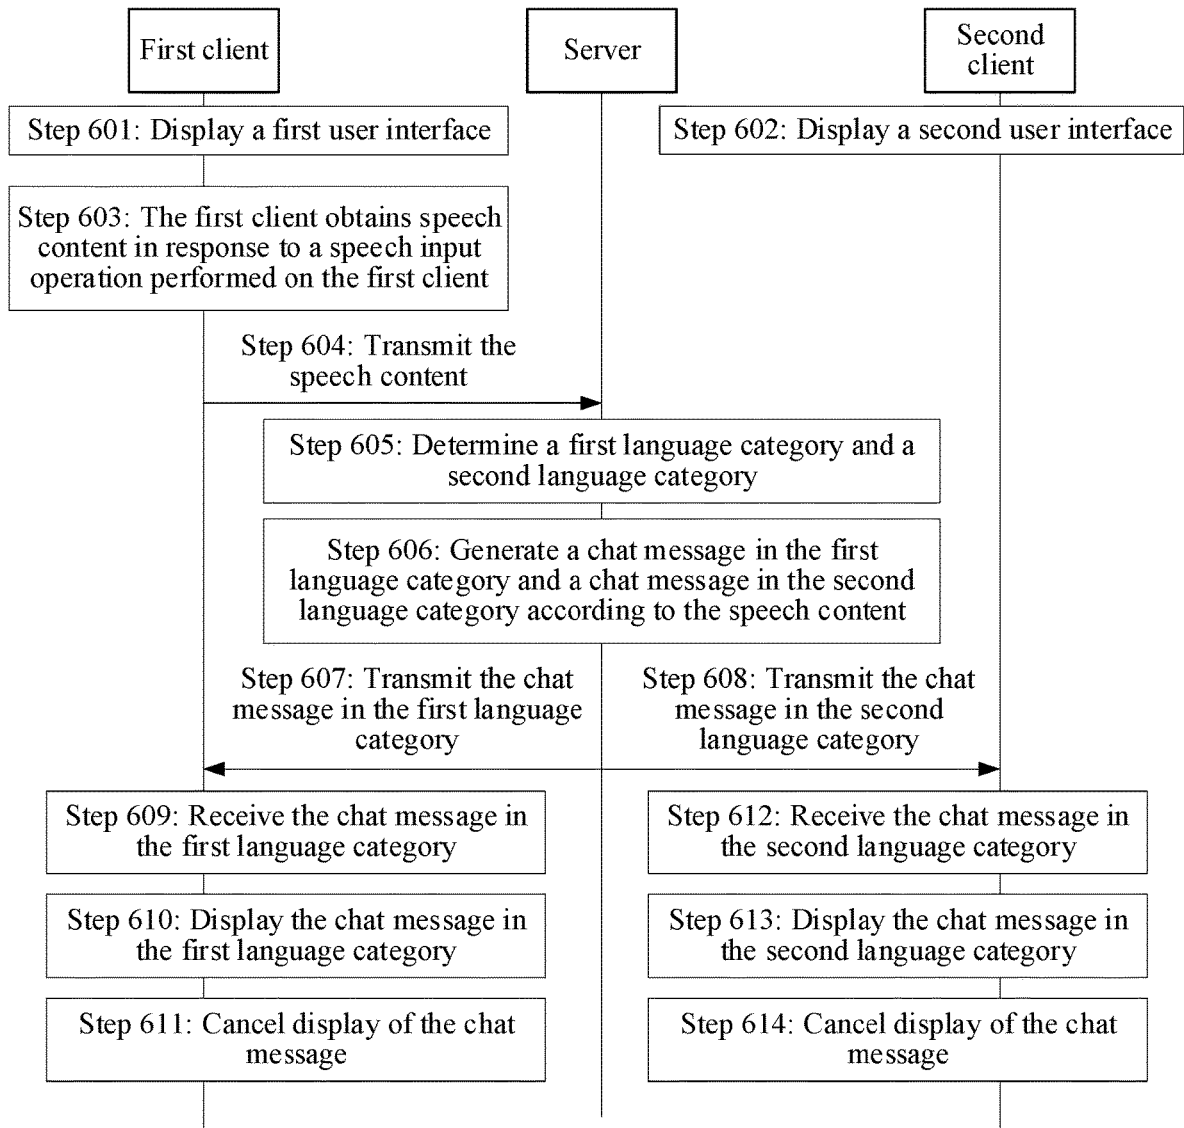 First client
Server
Second
client
Step 601: Display a first user interface
Step 602: Display a second user interface
Step 603: The first client obtains speech
content in response to a speech input
operation performed on the first client
Step 604: Transmit the
speech content
Step 605: Determine a first language category and a
second language category
Step 606: Generate a chat message in the first
language category and a chat message in the second
language category according to the speech content
Step 607: Transmit the chat
message in the first language
category
Step 608: Transmit the chat
message in the second
language category
Step 609: Receive the chat message in
the first language category
Step 612: Receive the chat message in
the second language category
Step 610: Display the chat message in
the first language category
Step 613: Display the chat message in
the second language category
Step 611: Cancel display of the chat
message
Step 614: Cancel display of the chat
message